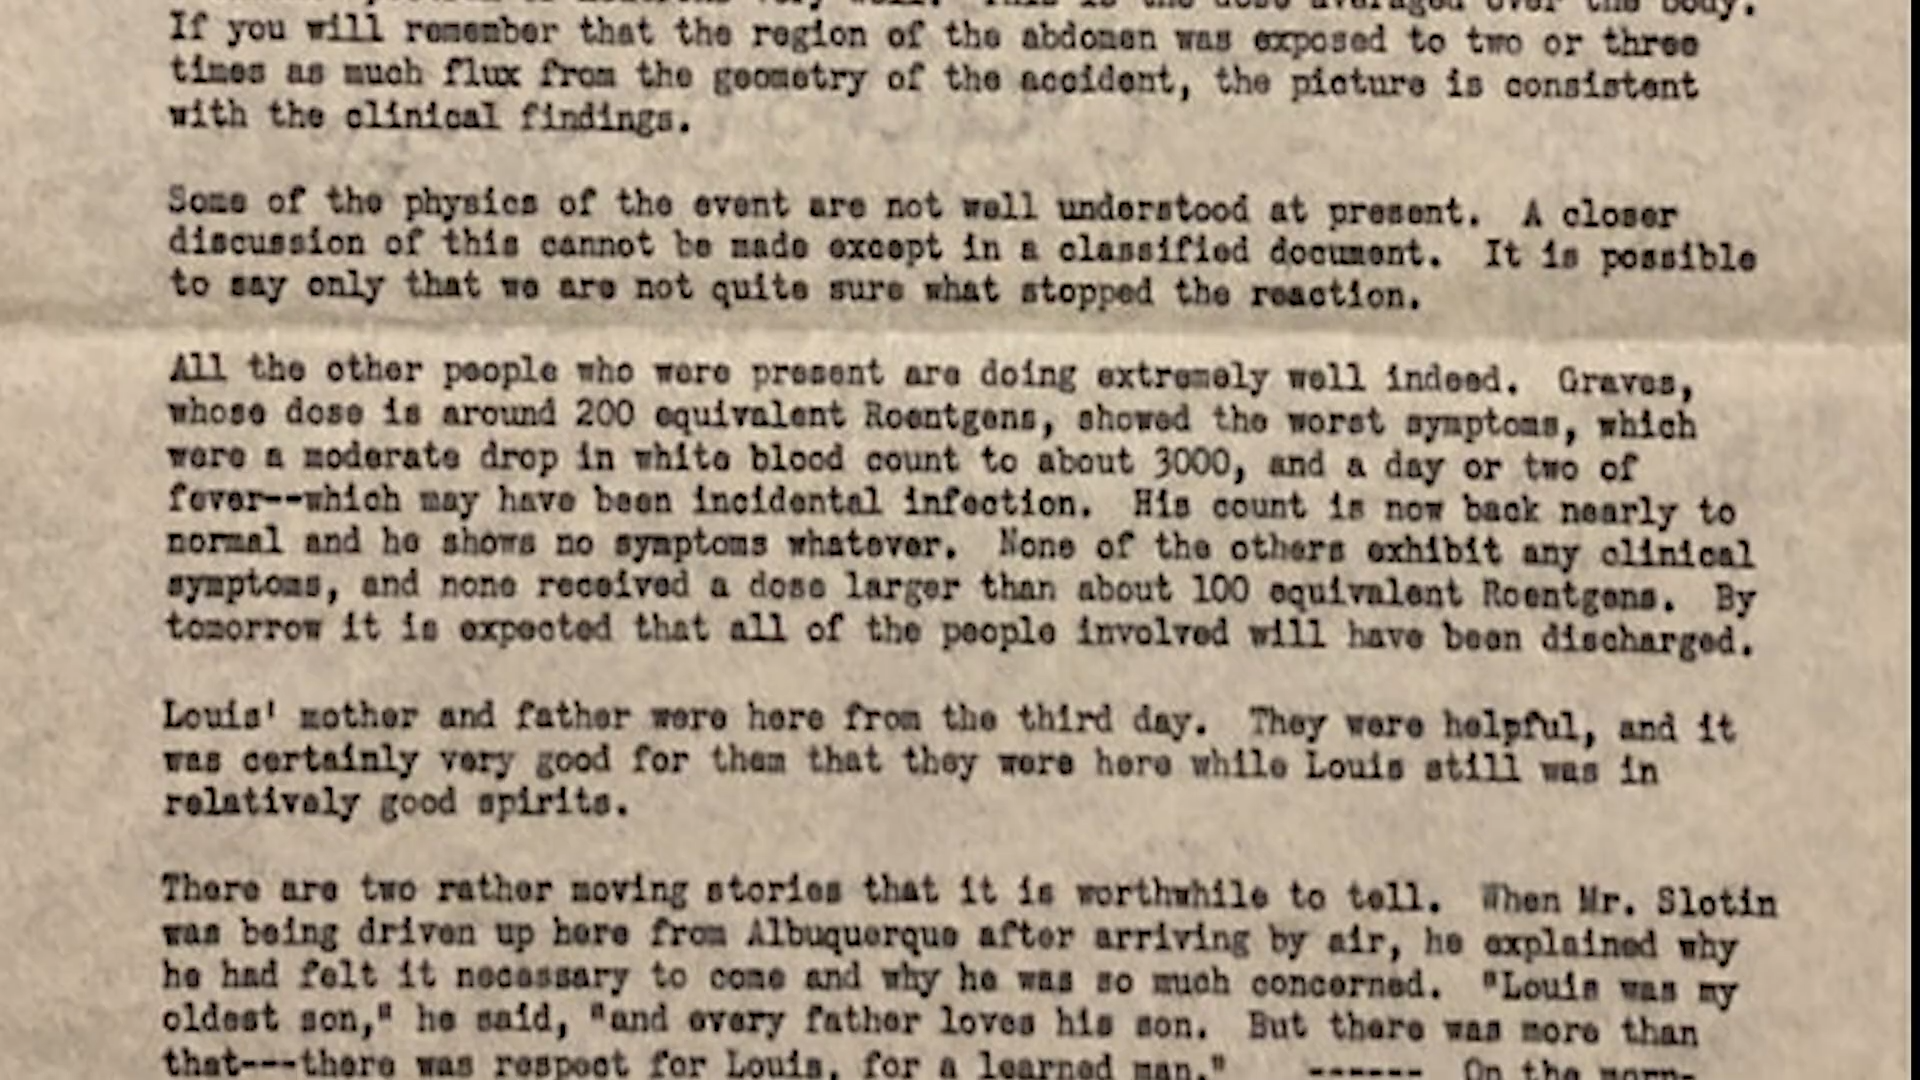 very well. This is the dose averaged over the body.
If you will remember that the region of the abdomen was exposed to two or three
times as much flux from the geometry of the accident, the picture is consistent
with the clinical findings.
Some of the physics of the event are not well understood at present. A closer
discussion of this cannot be made except in a classified document. It is possible
to say only that we are not quite sure what stopped the reaction.
All the other people who were present are doing extremely well indeed. Graves,
whose dose is around 200 equivalent Roentgens, showed the worst symptoms, which
were a moderate drop in white blood count to about 3000, and a day or two of
fever--which may have been incidental infection. His count is now back nearly to
normal and he shows no symptoms whatever. None of the others exhibit any clinical
symptoms, and none received a dose larger than about 100 equivalent Roentgens. By
tomorrow it is expected that all of the people involved will have been discharged.
Louis' mother and father were here from the third day. They were helpful, and it
was certainly very good for them that they were here while Louis still was in
relatively good spirits.
There are two rather moving stories that it is worthwhile to tell. When Mr. Slotin
was being driven up here from Albuquerque after arriving by air, he explained why
he had felt it necessary to come and why he was so much concerned. "Louis was my
oldest son," he said, "and every father loves his son. But there was more than
that---there was respect for Louis, for a learned man." ------ On the morn-